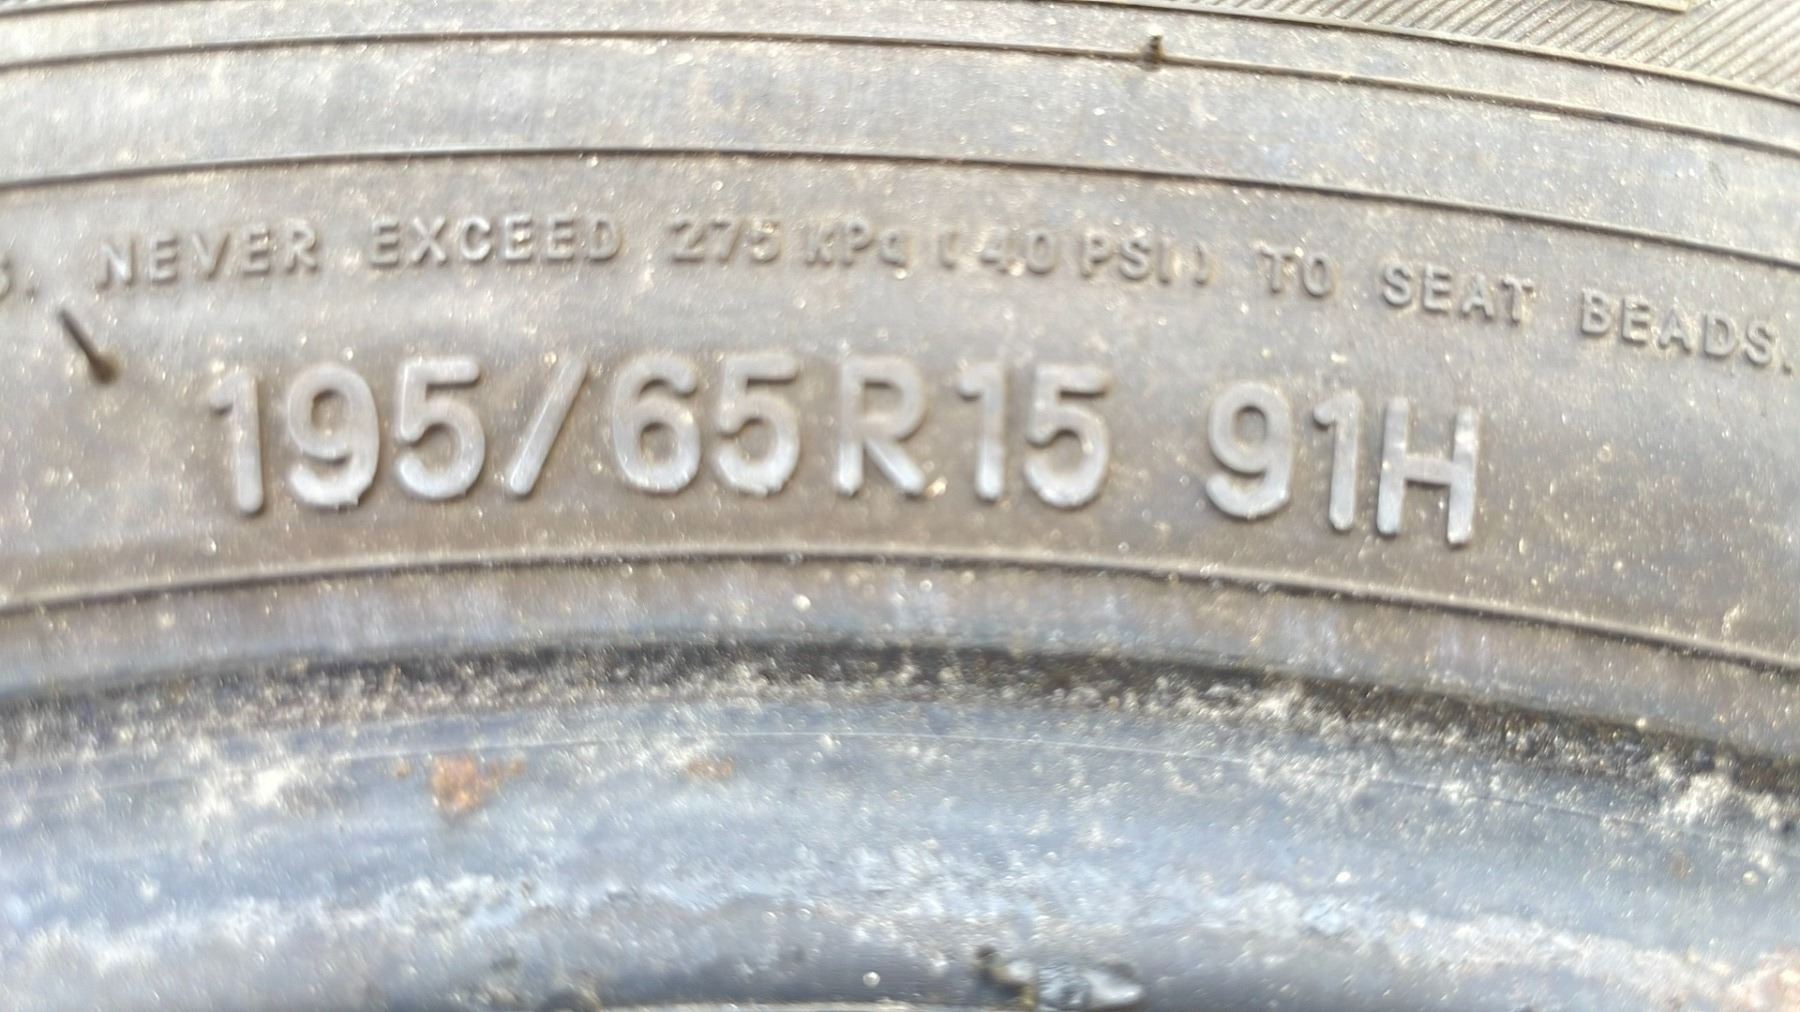 . NEVER EXCEED 275 KPa (40 PSI) TO SEAT BEADS.
195/65R15 91H